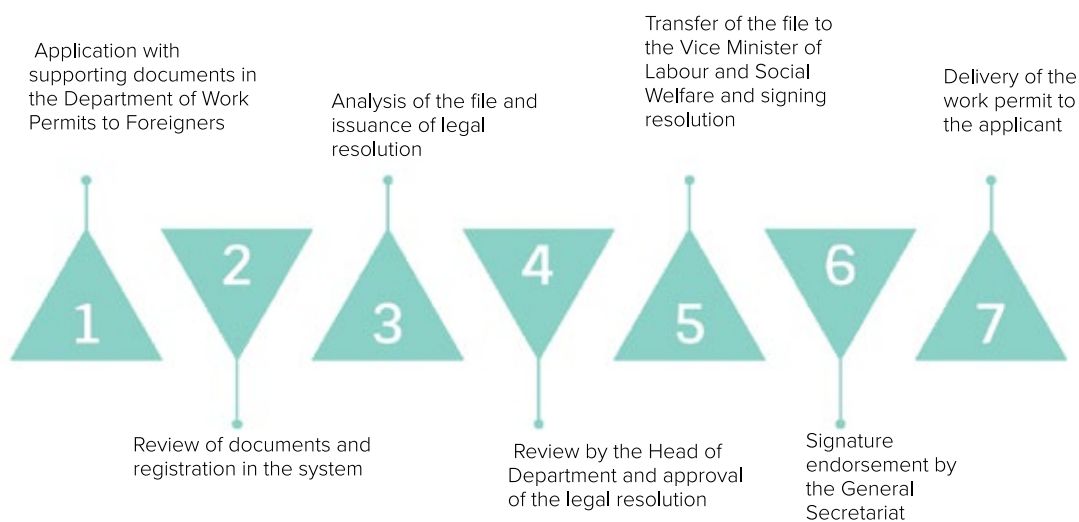 Application with
supporting documents in
the Department of Work
Permits to Foreigners
1
Review of documents and
registration in the system
2
Analysis of the file and
issuance of legal
resolution
3
Review by the Head of
Department and approval
of the legal resolution
4
Transfer of the file to
the Vice Minister of
Labour and Social
Welfare and signing
resolution
5
Signature
endorsement by
the General
Secretariat
6
Delivery of the
work permit to
the applicant
7